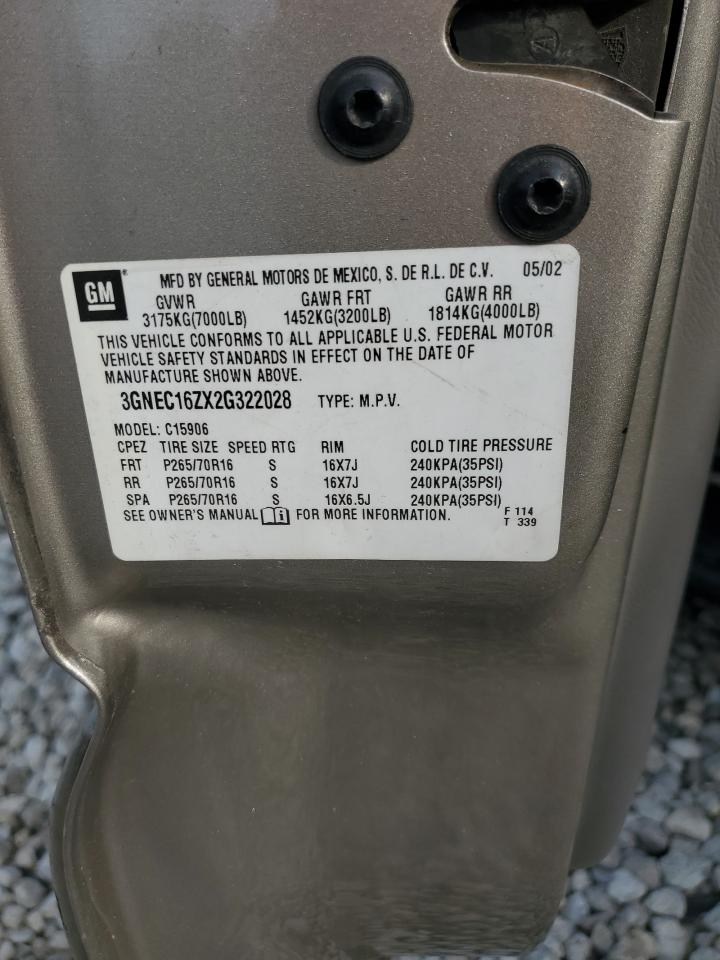 GM
MFD BY GENERAL MOTORS DE MEXICO, S. DE R.L. DE C.V. 05/02
GVWR GAWR FRT GAWR RR
3175KG(7000LB) 1452KG(3200LB) 1814KG(4000LB)
THIS VEHICLE CONFORMS TO ALL APPLICABLE U.S. FEDERAL MOTOR
VEHICLE SAFETY STANDARDS IN EFFECT ON THE DATE OF
MANUFACTURE SHOWN ABOVE.
3GNEC16ZX2G322028 TYPE: M.P.V.
MODEL: C15906
CPEZ TIRE SIZE SPEED RTG RIM COLD TIRE PRESSURE
FRT P265/70R16 S 16X7J 240KPA(35PSI)
RR P265/70R16 S 16X7J 240KPA(35PSI)
SPA P265/70R16 S 16X6.5J 240KPA(35PSI)
SEE OWNER'S MANUAL FOR MORE INFORMATION. F 114
T 339